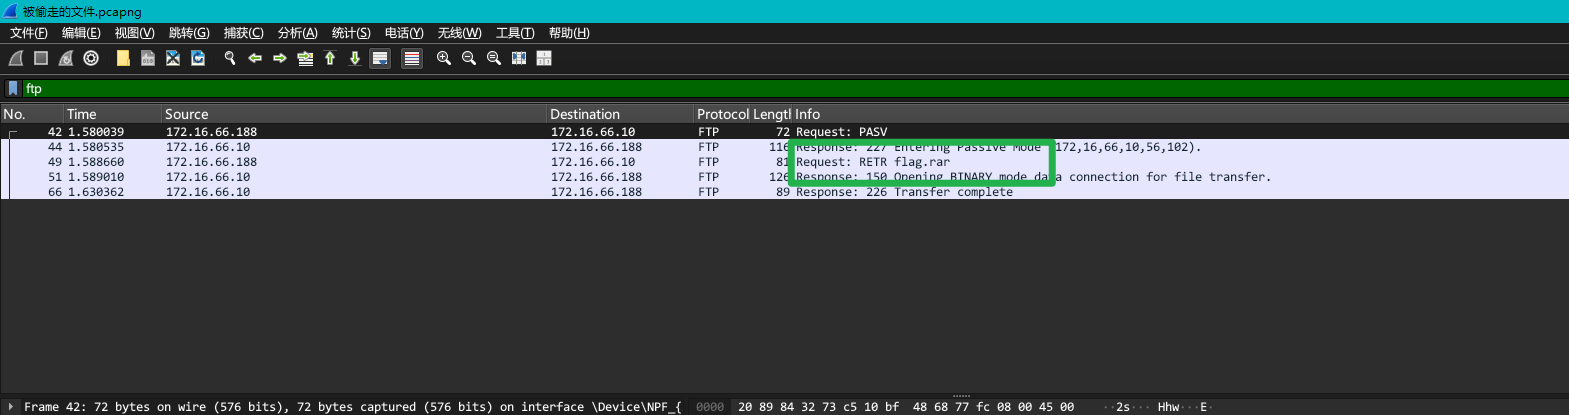 被偷走的文件.pcapng
文件(F) 编辑(E) 视图(V) 跳转(G) 捕获(C) 分析(A) 统计(S) 电话(Y) 无线(W) 工具(T) 帮助(H)
ftp
No. Time Source Destination Protocol Length Info
42 1.580039 172.16.66.188 172.16.66.10 FTP 72 Request: PASV
44 1.580535 172.16.66.10 172.16.66.188 FTP 116 Response: 227 Entering Passive Mode (172,16,66,10,56,102).
49 1.588660 172.16.66.188 172.16.66.10 FTP 81 Request: RETR flag.rar
51 1.589010 172.16.66.10 172.16.66.188 FTP 126 Response: 150 Opening BINARY mode data connection for file transfer.
66 1.630362 172.16.66.10 172.16.66.188 FTP 89 Response: 226 Transfer complete
Frame 42: 72 bytes on wire (576 bits), 72 bytes captured (576 bits) on interface \Device\NPF_{ 0000 20 89 84 32 73 c5 10 bf 48 68 77 fc 08 00 45 00 ··2s··· Hhw···E·